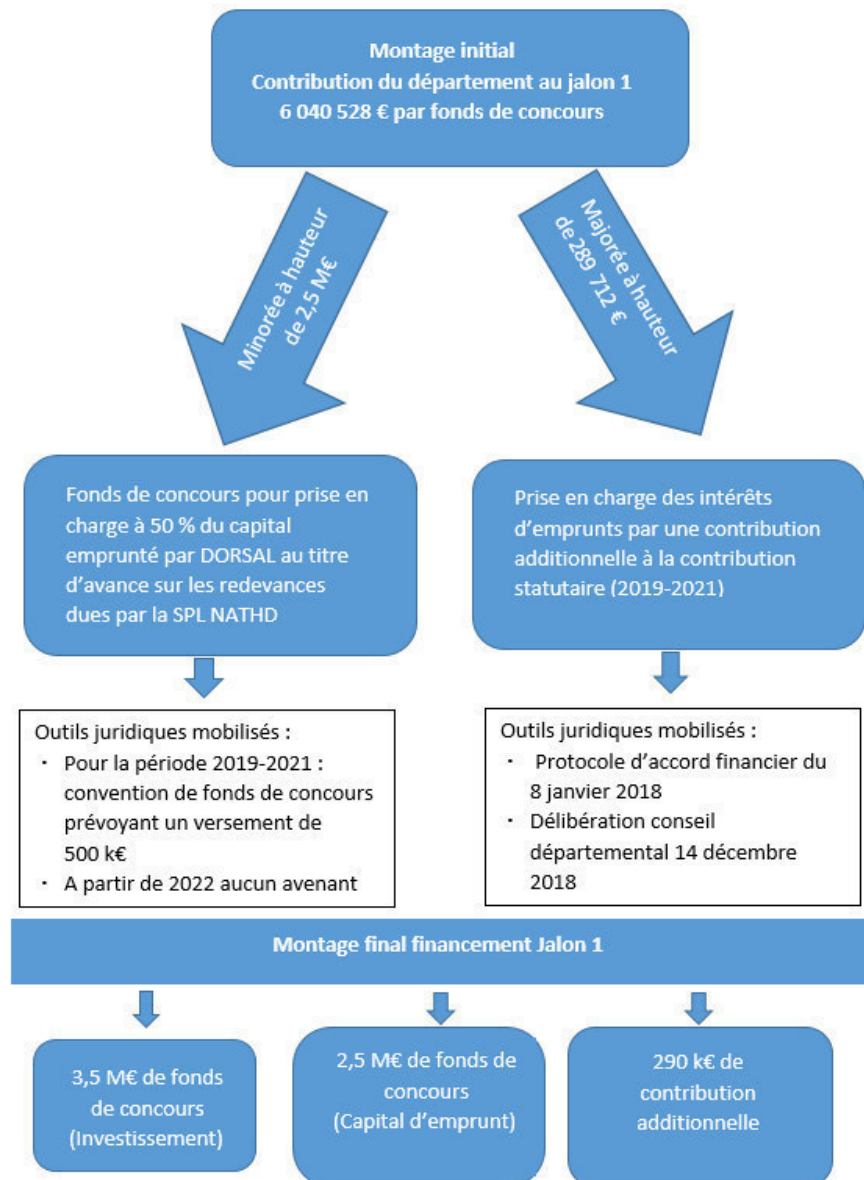 Montage initial
Contribution du département au jalon 1
6 040 528 € par fonds de concours
Minorée à hauteur
de 2,5 M€
Majorée à hauteur
de 289 712 €
Fonds de concours pour prise en
charge à 50 % du capital
emprunté par DORSAL au titre
d’avance sur les redevances
dues par la SPL NATHD
Prise en charge des intérêts
d’emprunts par une contribution
additionnelle à la contribution
statutaire (2019-2021)
Outils juridiques mobilisés :
· Pour la période 2019-2021 :
convention de fonds de concours
prévoyant un versement de
500 k€
· A partir de 2022 aucun avenant
Outils juridiques mobilisés :
· Protocole d’accord financier du
8 janvier 2018
· Délibération conseil
départemental 14 décembre
2018
Montage final financement Jalon 1
3,5 M€ de fonds
de concours
(Investissement)
2,5 M€ de fonds de
concours
(Capital d’emprunt)
290 k€ de
contribution
additionnelle